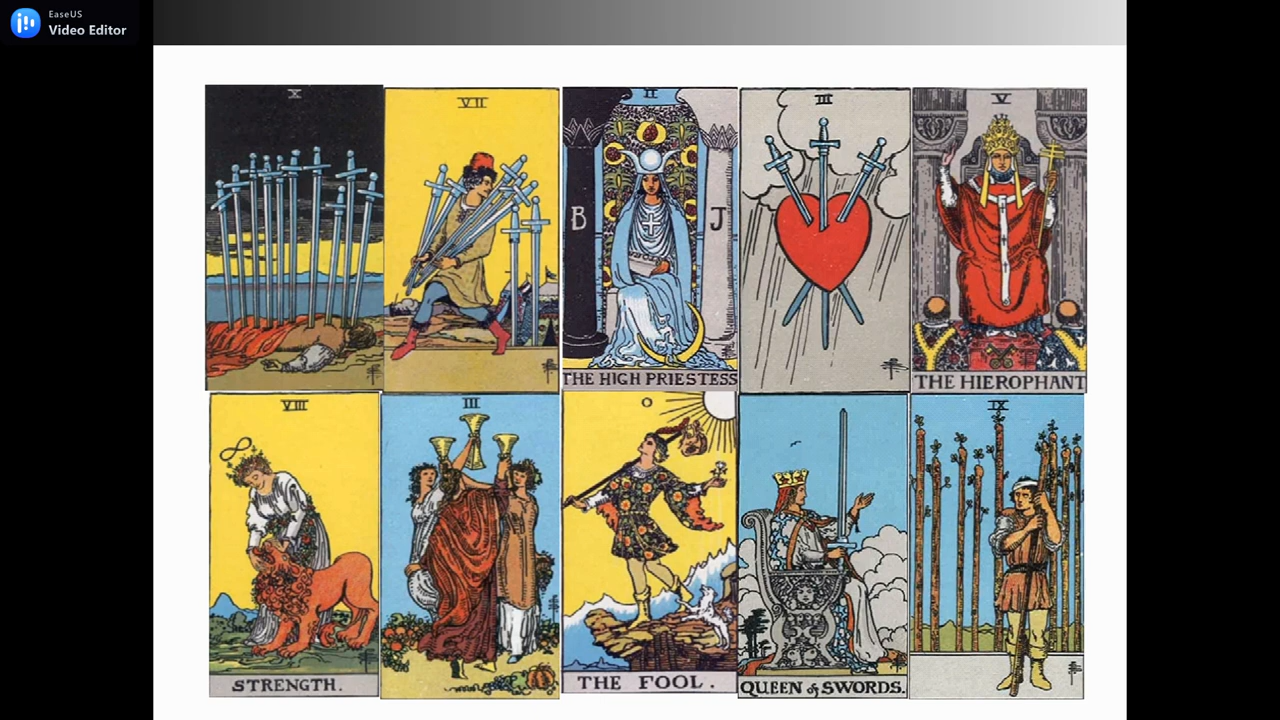 EaseUS
Video Editor
X
VII
II
III
V
B
J
THE HIGH PRIESTESS
THE HIEROPHANT
VIII
III
0
IX
STRENGTH.
THE FOOL.
QUEEN of SWORDS.